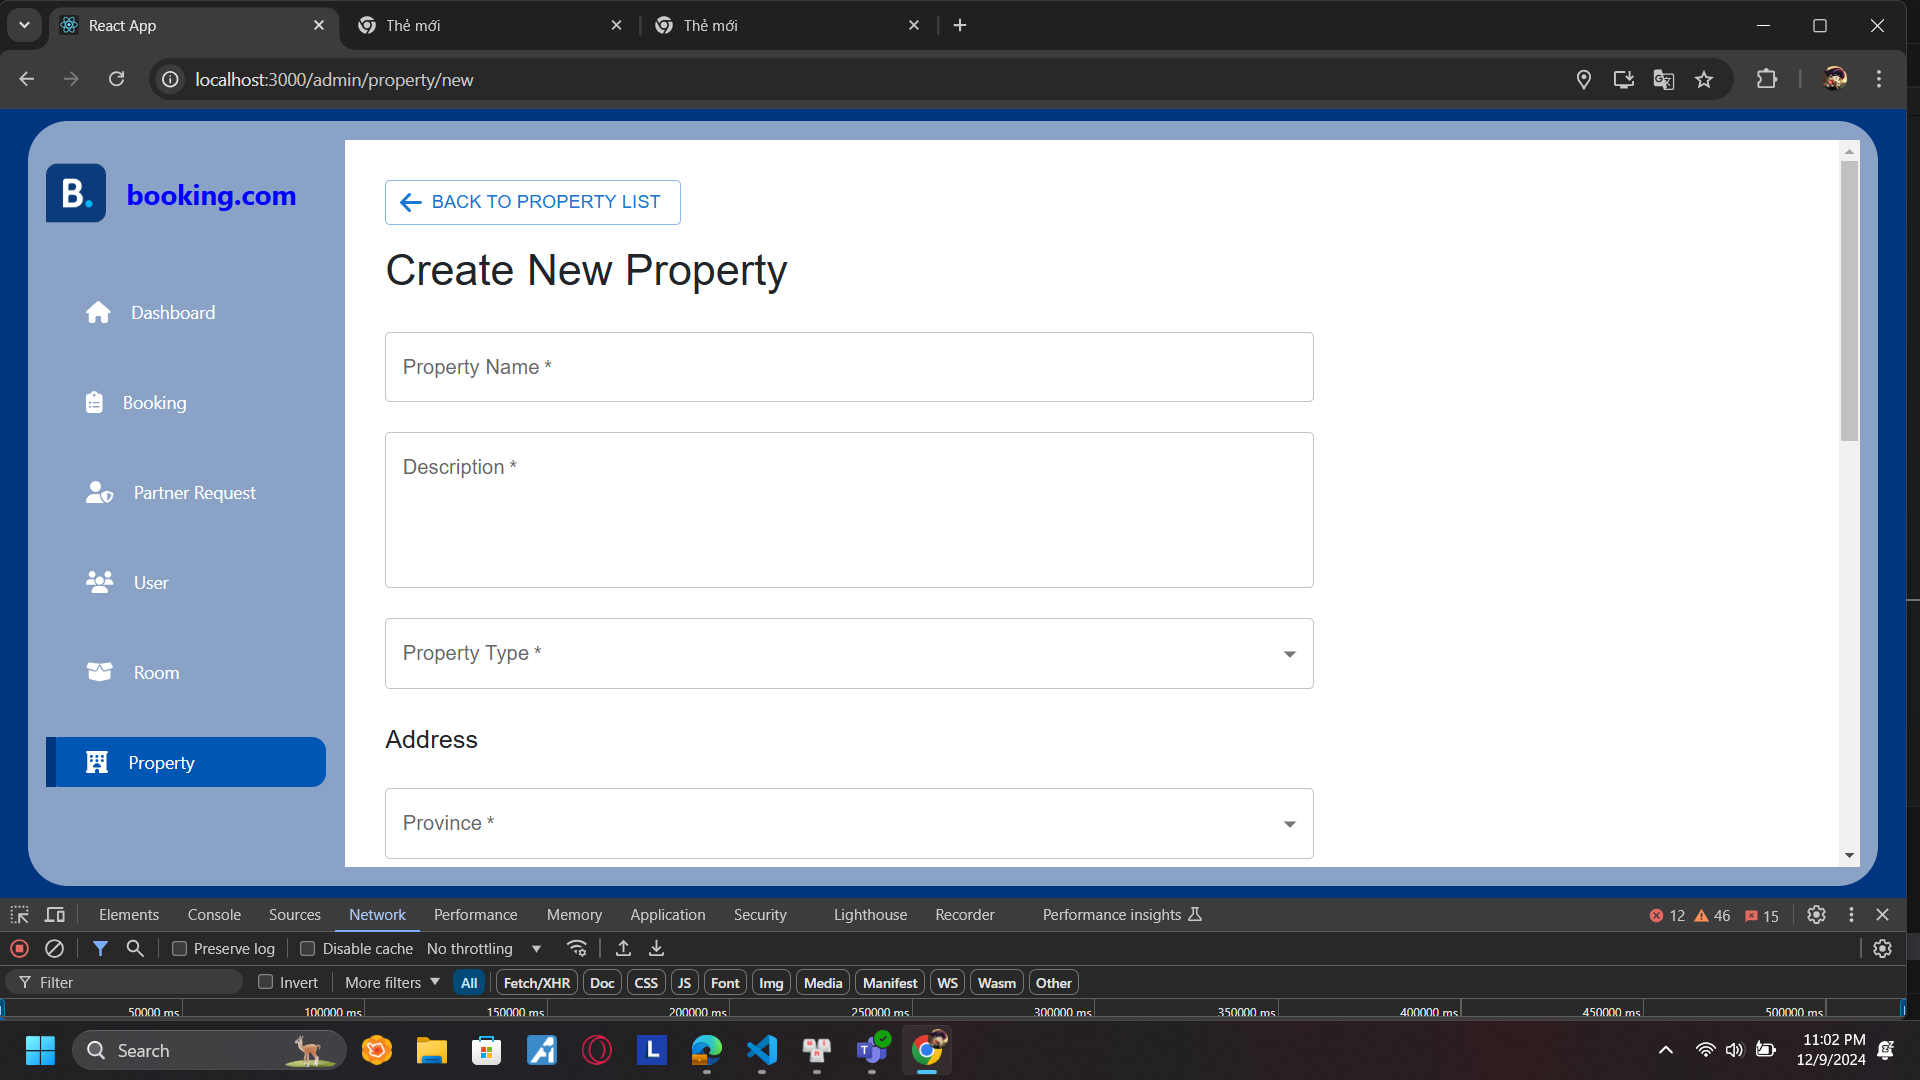 React App
Thẻ mới
Thẻ mới
localhost:3000/admin/property/new
B.
booking.com
Dashboard
Booking
Partner Request
User
Room
Property
BACK TO PROPERTY LIST
Create New Property
Property Name *
Description *
Property Type *
Address
Province *
Elements
Console
Sources
Network
Performance
Memory
Application
Security
Lighthouse
Recorder
Performance insights
12
46
15
Preserve log
Disable cache
No throttling
Filter
Invert
More filters
All
Fetch/XHR
Doc
CSS
JS
Font
Img
Media
Manifest
WS
Wasm
Other
50000 ms
100000 ms
150000 ms
200000 ms
250000 ms
300000 ms
350000 ms
400000 ms
450000 ms
500000 ms
Search
L
T
11:02 PM
12/9/2024